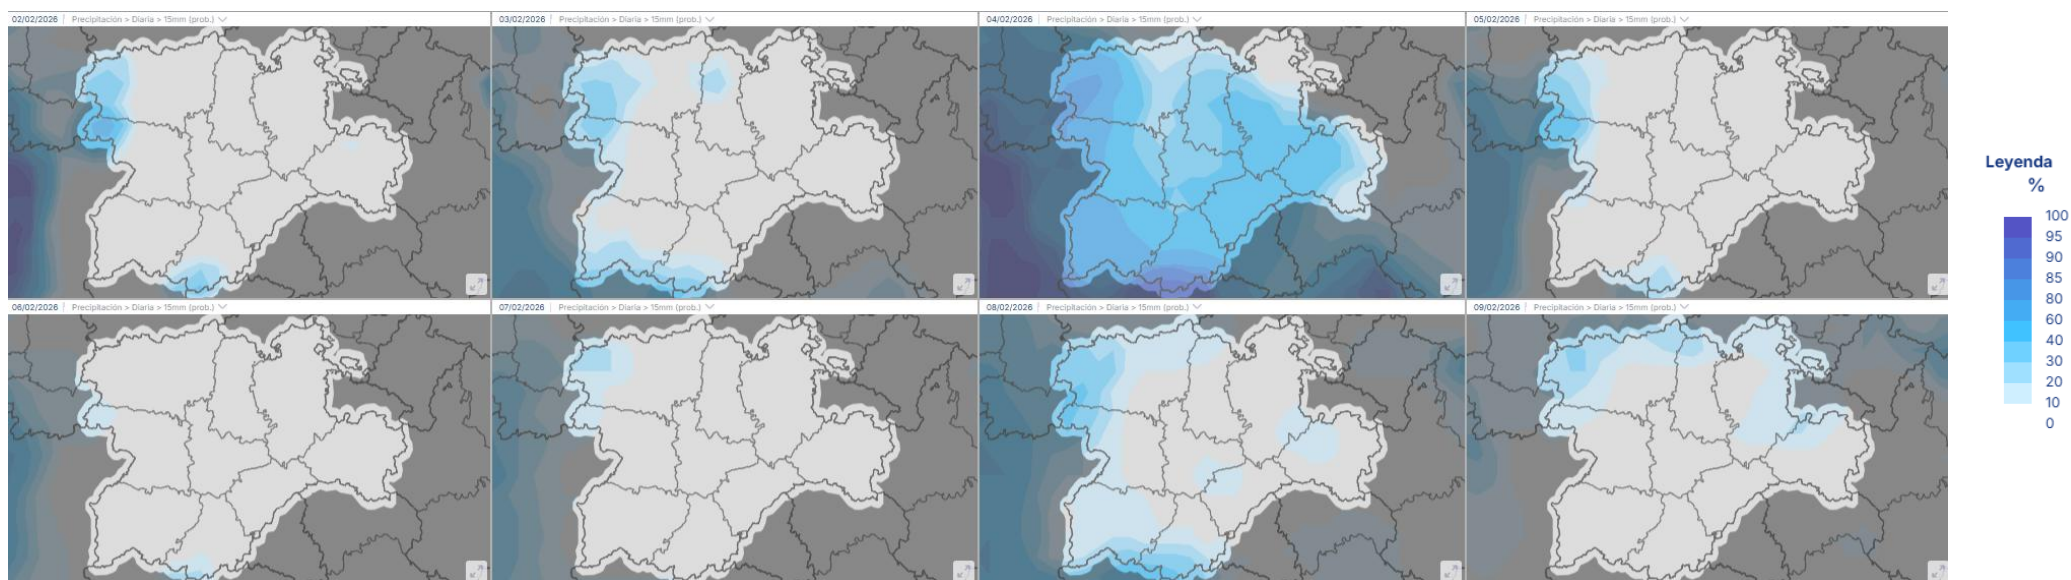 02/02/2026 Precipitación > Diaria > 15mm (prob.)
03/02/2026 Precipitación > Diaria > 15mm (prob.)
04/02/2026 Precipitación > Diaria > 15mm (prob.)
05/02/2026 Precipitación > Diaria > 15mm (prob.)
06/02/2026 Precipitación > Diaria > 15mm (prob.)
07/02/2026 Precipitación > Diaria > 15mm (prob.)
08/02/2026 Precipitación > Diaria > 15mm (prob.)
09/02/2026 Precipitación > Diaria > 15mm (prob.)
Leyenda
%
100
95
90
85
80
60
40
30
20
10
0